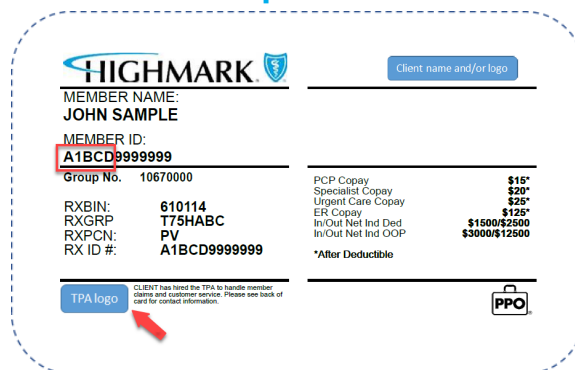 HIGHMARK.
Client name and/or logo
MEMBER NAME:
JOHN SAMPLE
MEMBER ID:
A1BCD9999999
Group No. 10670000
RXBIN: 610114
RXGRP T75HABC
RXPCN: PV
RX ID #: A1BCD9999999
PCP Copay $15*
Specialist Copay $20*
Urgent Care Copay $25*
ER Copay $125*
In/Out Net Ind Ded $1500/$2500
In/Out Net Ind OOP $3000/$12500
*After Deductible
TPA logo
CLIENT has hired the TPA to handle member
claims and customer service. Please see back of
card for contact information.
PPO